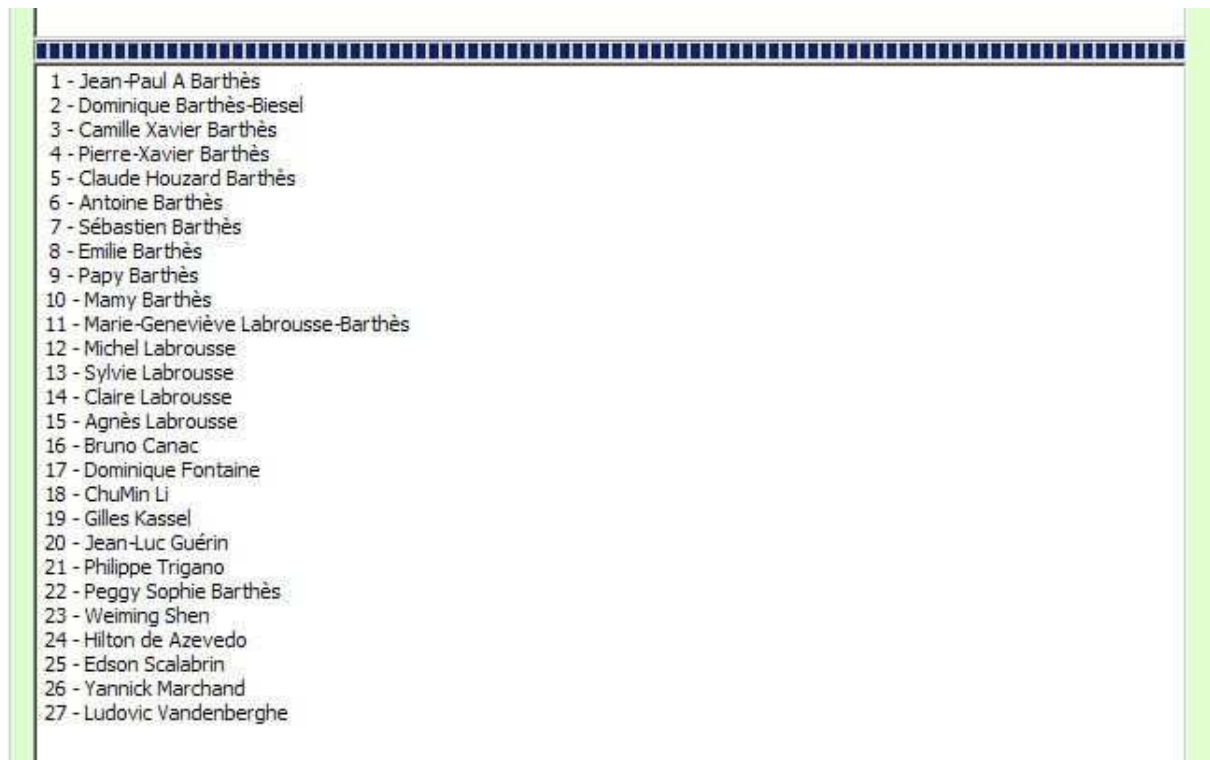 1 - Jean-Paul A Barthès
2 - Dominique Barthès-Biesel
3 - Camille Xavier Barthès
4 - Pierre-Xavier Barthès
5 - Claude Houzard Barthès
6 - Antoine Barthès
7 - Sébastien Barthès
8 - Emilie Barthès
9 - Papy Barthès
10 - Mamy Barthès
11 - Marie-Geneviève Labrousse-Barthès
12 - Michel Labrousse
13 - Sylvie Labrousse
14 - Claire Labrousse
15 - Agnès Labrousse
16 - Bruno Canac
17 - Dominique Fontaine
18 - ChuMin Li
19 - Gilles Kassel
20 - Jean-Luc Guérin
21 - Philippe Trigano
22 - Peggy Sophie Barthès
23 - Weiming Shen
24 - Hilton de Azevedo
25 - Edson Scalabrin
26 - Yannick Marchand
27 - Ludovic Vandenberghe